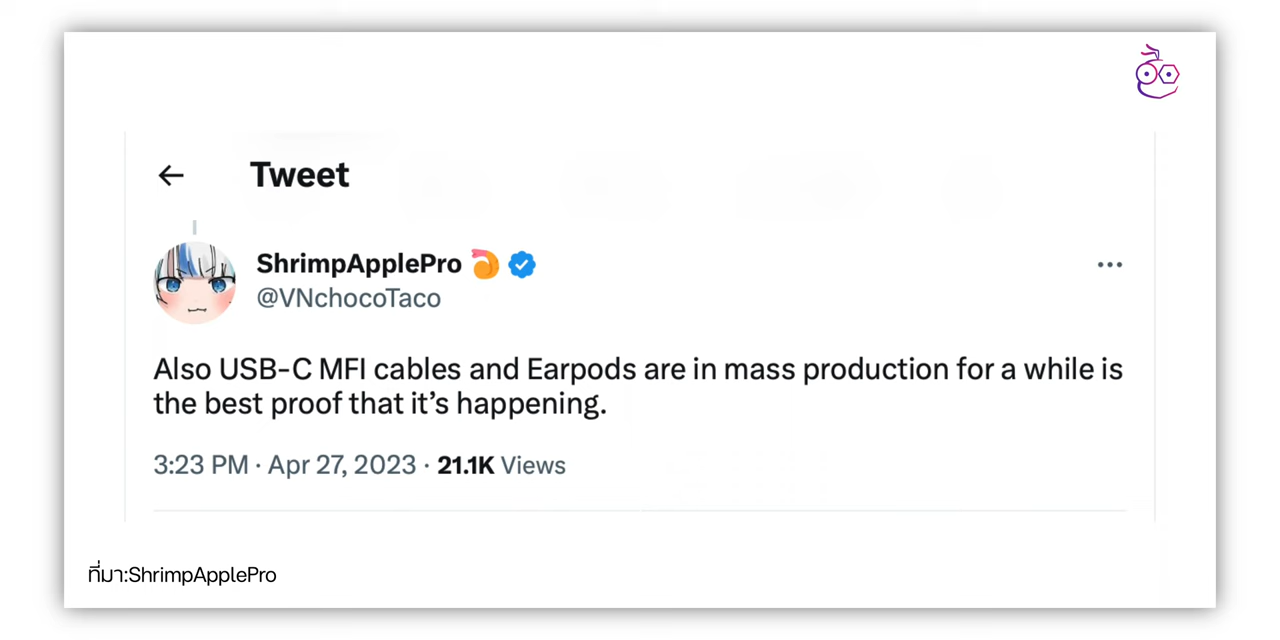 Tweet
ShrimpApplePro
@VNchocoTaco
Also USB-C MFI cables and Earpods are in mass production for a while is
the best proof that it’s happening.
3:23 PM · Apr 27, 2023 · 21.1K Views
ที่มา:ShrimpApplePro